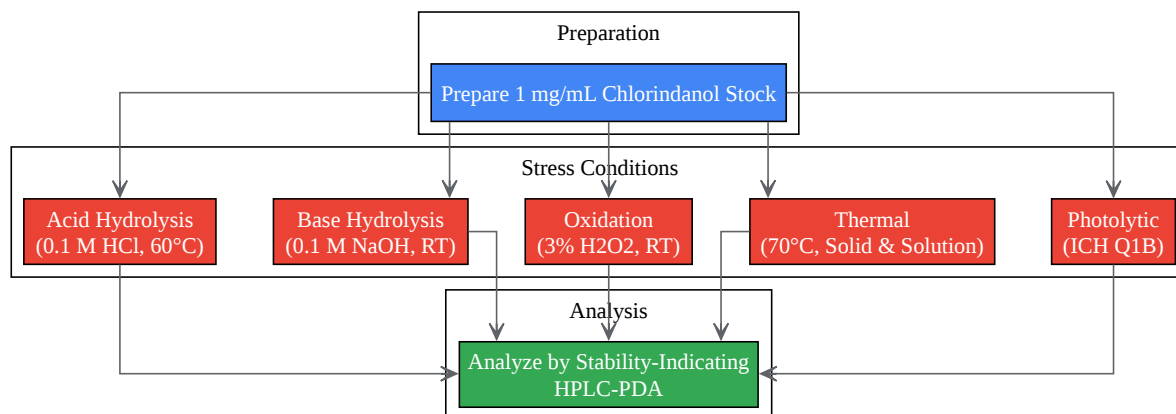 Preparation
Prepare 1 mg/mL Chlorindanol Stock
Stress Conditions
Acid Hydrolysis
(0.1 M HCl, 60°C)
Base Hydrolysis
(0.1 M NaOH, RT)
Oxidation
(3% H2O2, RT)
Thermal
(70°C, Solid & Solution)
Photolytic
(ICH Q1B)
Analysis
Analyze by Stability-Indicating
HPLC-PDA